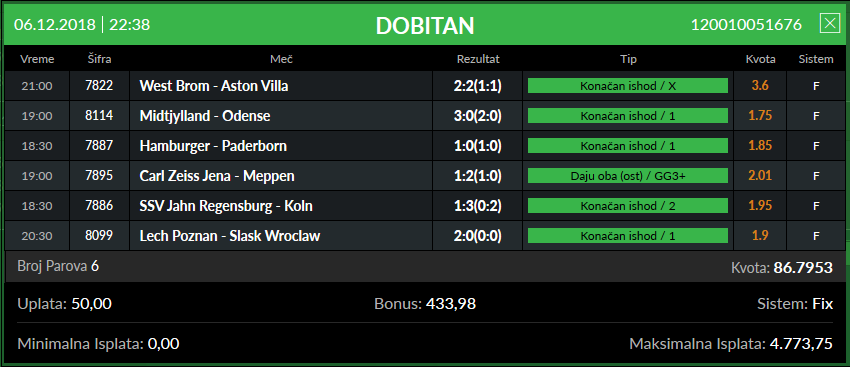 06.12.2018 | 22:38 DOBITAN 120010051676
Vreme Šifra Meč Rezultat Tip Kvota Sistem
21:00 7822 West Brom - Aston Villa 2:2(1:1) Konačan ishod / X 3.6 F
19:00 8114 Midtjylland - Odense 3:0(2:0) Konačan ishod / 1 1.75 F
18:30 7887 Hamburger - Paderborn 1:0(1:0) Konačan ishod / 1 1.85 F
19:00 7895 Carl Zeiss Jena - Meppen 1:2(1:0) Daju oba (ost) / GG3+ 2.01 F
18:30 7886 SSV Jahn Regensburg - Koln 1:3(0:2) Konačan ishod / 2 1.95 F
20:30 8099 Lech Poznan - Slask Wroclaw 2:0(0:0) Konačan ishod / 1 1.9 F
Broj Parova 6 Kvota: 86.7953
Uplata: 50,00 Bonus: 433,98 Sistem: Fix
Minimalna Isplata: 0,00 Maksimalna Isplata: 4.773,75